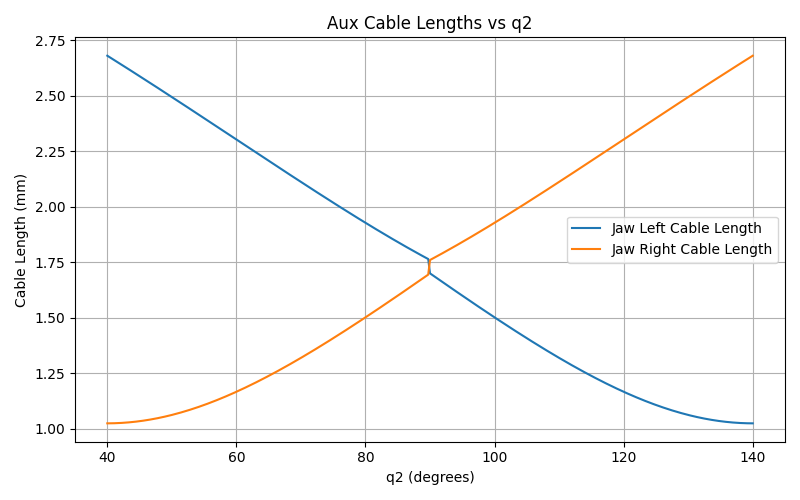 Aux Cable Lengths vs q2
Cable Length (mm)
2.75
2.50
2.25
2.00
1.75
1.50
1.25
1.00
Jaw Left Cable Length
Jaw Right Cable Length
40 60 80 100 120 140
q2 (degrees)